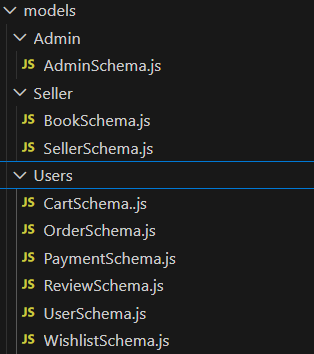 models
Admin
JS AdminSchema.js
Seller
JS BookSchema.js
JS SellerSchema.js
Users
JS CartSchema..js
JS OrderSchema.js
JS PaymentSchema.js
JS ReviewSchema.js
JS UserSchema.js
JS WishlistSchema.js